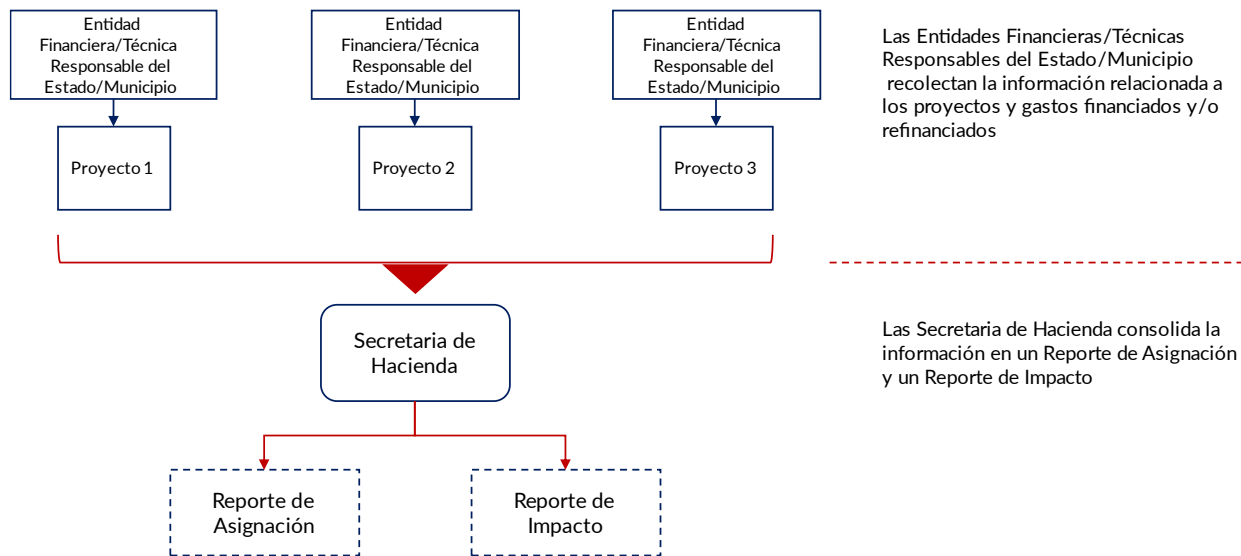 Entidad
Financiera/Técnica
Responsable del
Estado/Municipio
Entidad
Financiera/Técnica
Responsable del
Estado/Municipio
Entidad
Financiera/Técnica
Responsable del
Estado/Municipio
Las Entidades Financieras/Técnicas
Responsables del Estado/Municipio
recolectan la información relacionada a
los proyectos y gastos financiados y/o
refinanciados
Proyecto 1
Proyecto 2
Proyecto 3
Secretaria de
Hacienda
Las Secretaria de Hacienda consolida la
información en un Reporte de Asignación
y un Reporte de Impacto
Reporte de
Asignación
Reporte de
Impacto